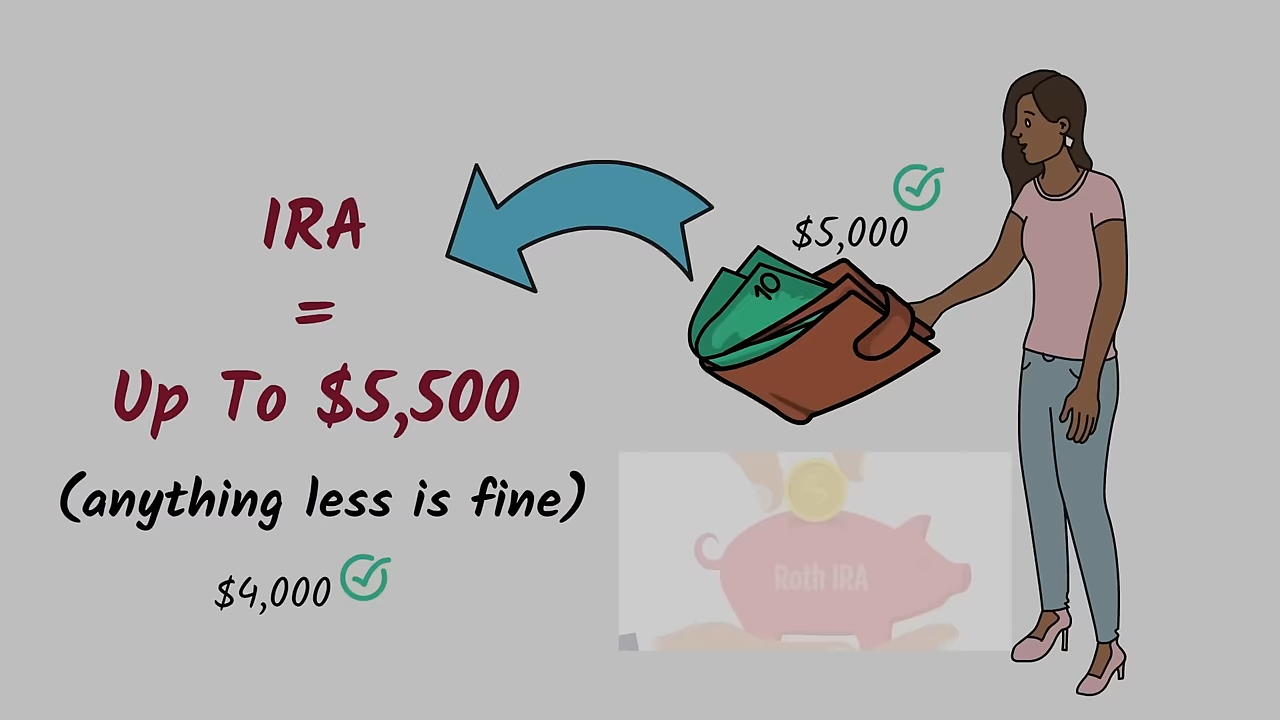 IRA
=
Up To $5,500
(anything less is fine)
$4,000
$5,000
10
Roth IRA